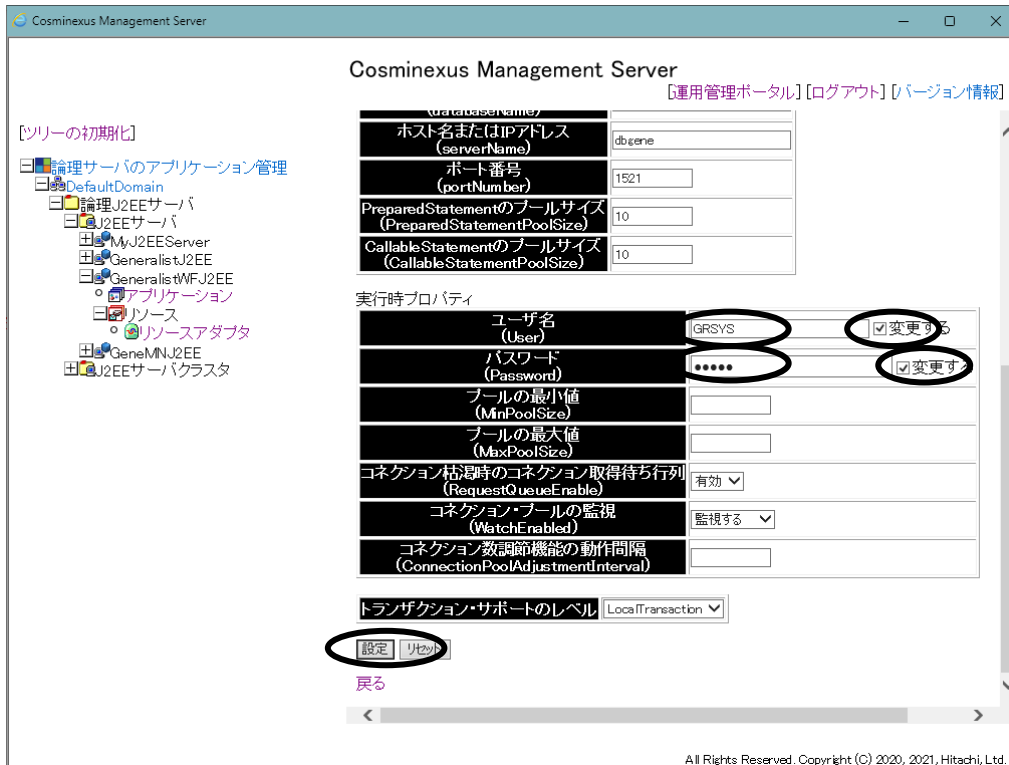 Cosminexus Management Server
Cosminexus Management Server
[運用管理ポータル] [ログアウト] [バージョン情報]
[ツリーの初期化]
論理サーバのアプリケーション管理
DefaultDomain
論理J2EEサーバ
J2EEサーバ
MyJ2EEServer
GeneralistJ2EE
GeneralistWFJ2EE
アプリケーション
リソース
リソースアダプタ
GeneMNJ2EE
J2EEサーバクラスタ
(databaseName)
ホスト名またはIPアドレス
(serverName)
dbgene
ポート番号
(portNumber)
1521
PreparedStatementのプールサイズ
(PreparedStatementPoolSize)
10
CallableStatementのプールサイズ
(CallableStatementPoolSize)
10
実行時プロパティ
ユーザ名
(User)
GRSYS
変更する
パスワード
(Password)
•••••
変更する
プールの最小値
(MinPoolSize)
プールの最大値
(MaxPoolSize)
コネクション枯渇時のコネクション取得待ち行列
(RequestQueueEnable)
有効
コネクション・プールの監視
(WatchEnabled)
監視する
コネクション数調節機能の動作間隔
(ConnectionPoolAdjustmentInterval)
トランザクション・サポートのレベル
LocalTransaction
設定 リセット
戻る
All Rights Reserved. Copyright (C) 2020, 2021, Hitachi, Ltd.